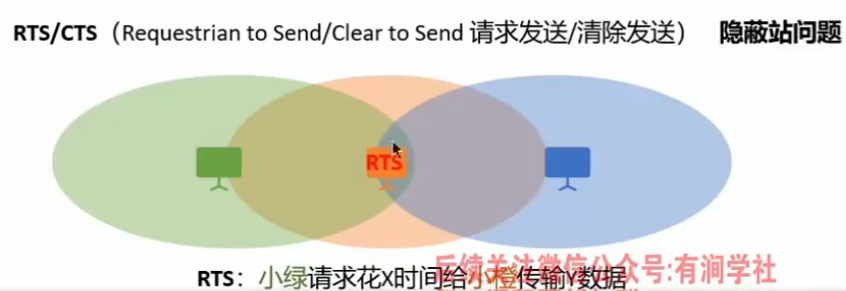 RTS/CTS（Requestrian to Send/Clear to Send 请求发送/清除发送） 隐蔽站问题
RTS
后续关注微信公众号:有涧学社
RTS：小绿请求花X时间给小橙传输Y数据